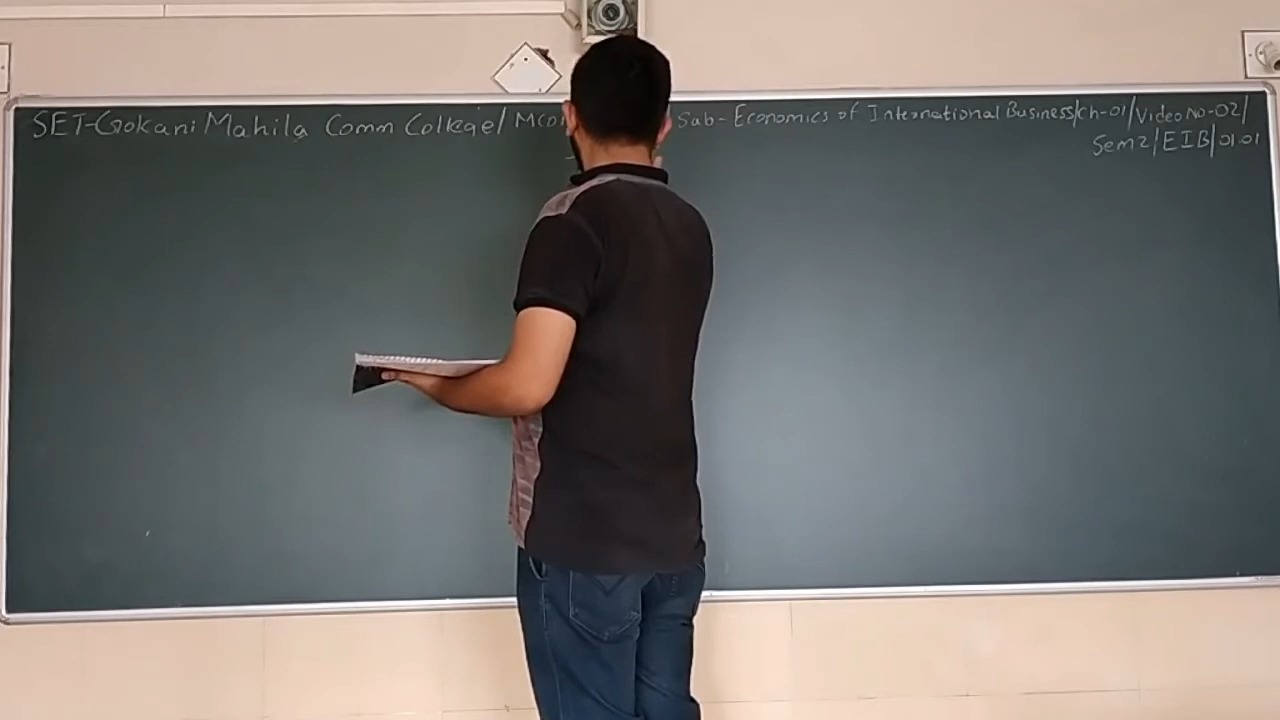 SET-Gokani Mahila Comm College/ MCo Sub- Economics of International Business/Ch-01/Video No-02/
Sem2/EIB/01.01